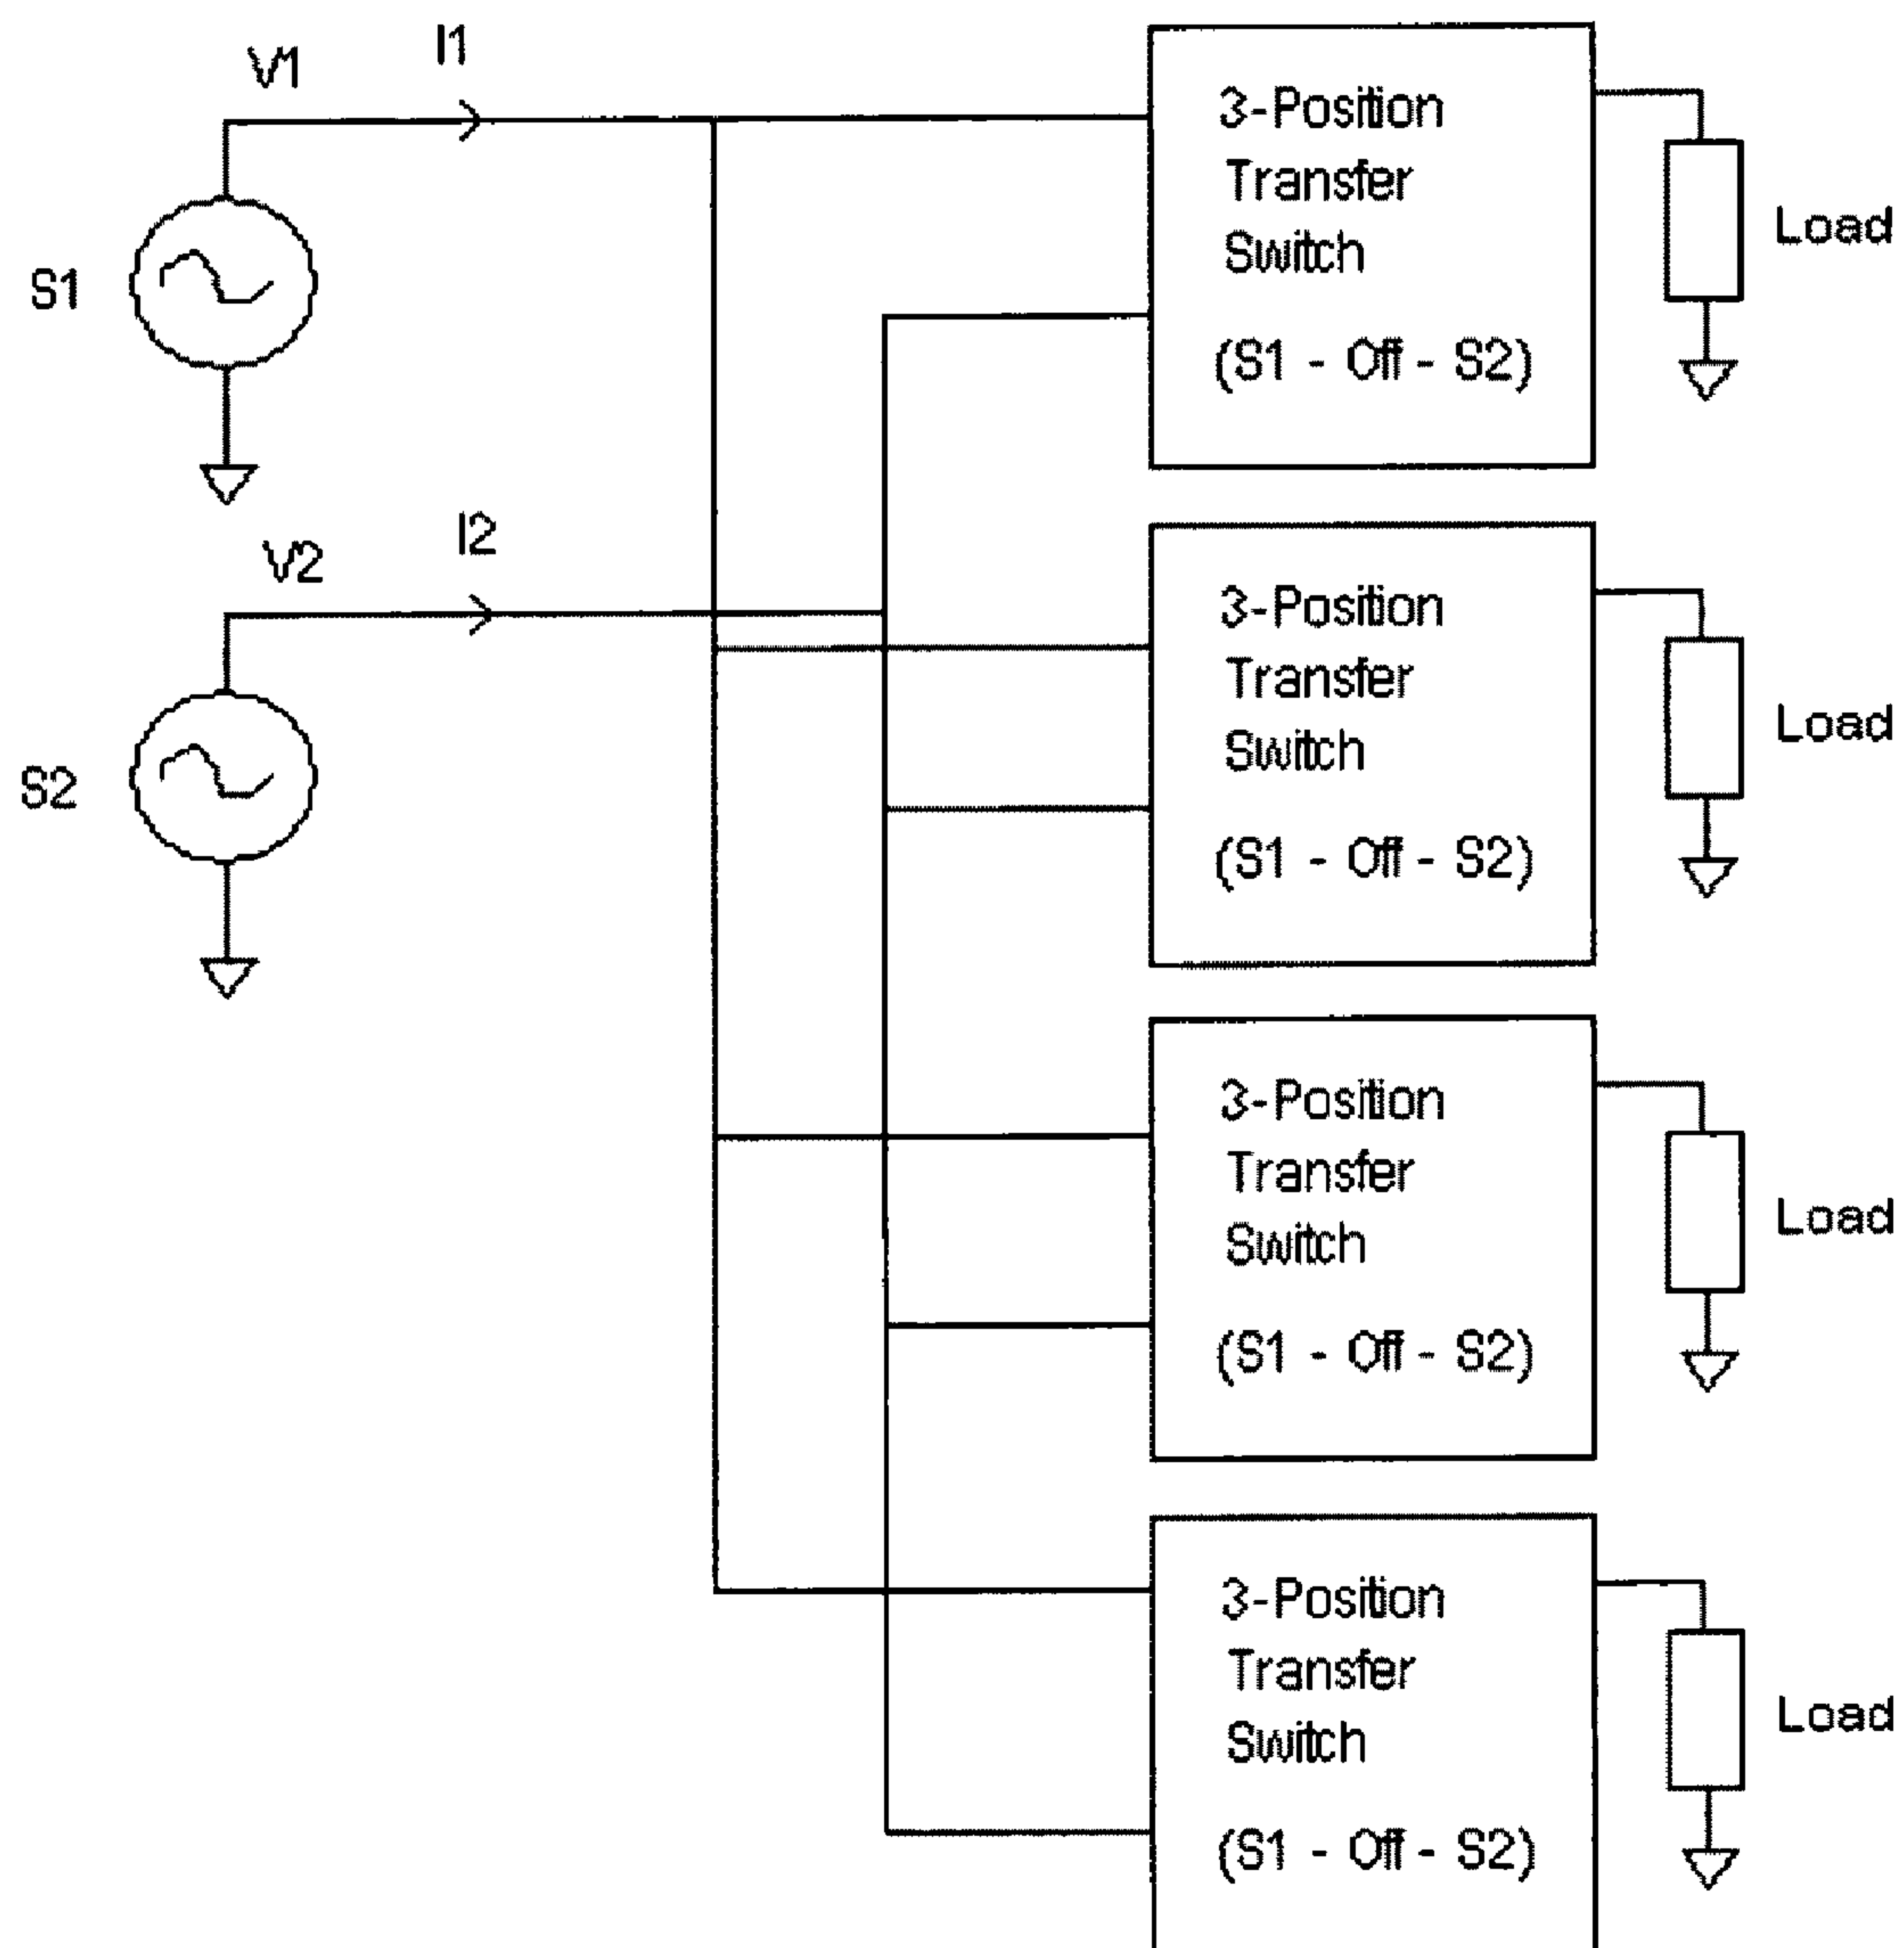 V1
I1
S1
3-Position
Transfer
Switch
(S1 - Off - S2)
Load
V2
I2
S2
3-Position
Transfer
Switch
(S1 - Off - S2)
Load
3-Position
Transfer
Switch
(S1 - Off - S2)
Load
3-Position
Transfer
Switch
(S1 - Off - S2)
Load